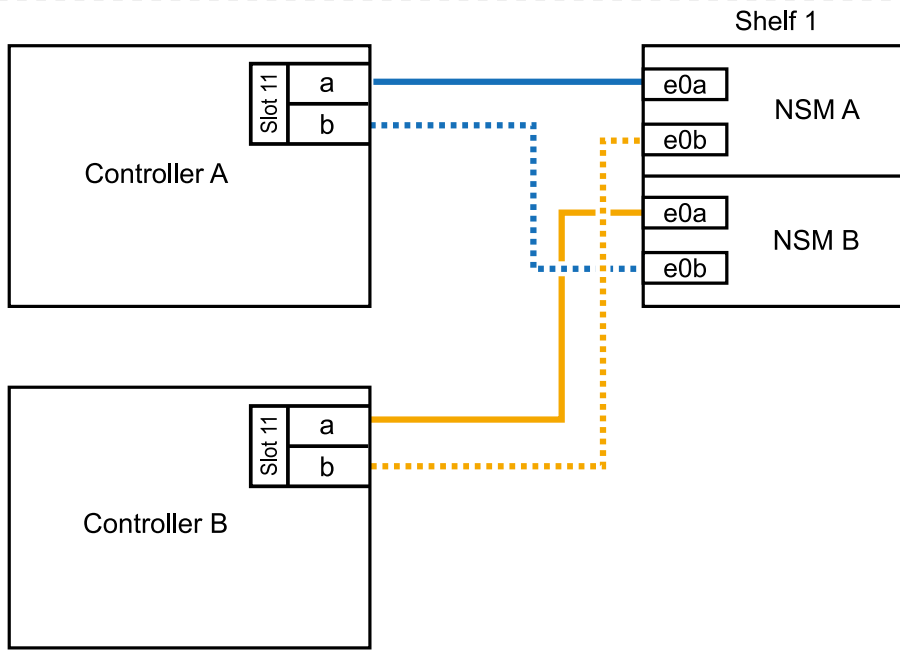 Shelf 1
Slot 11
a
b
Controller A
e0a
e0b
NSM A
e0a
e0b
NSM B
Slot 11
a
b
Controller B